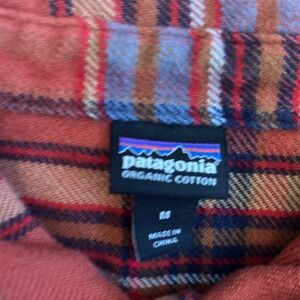 patagonia
ORGANIC COTTON
M
MADE IN
CHINA